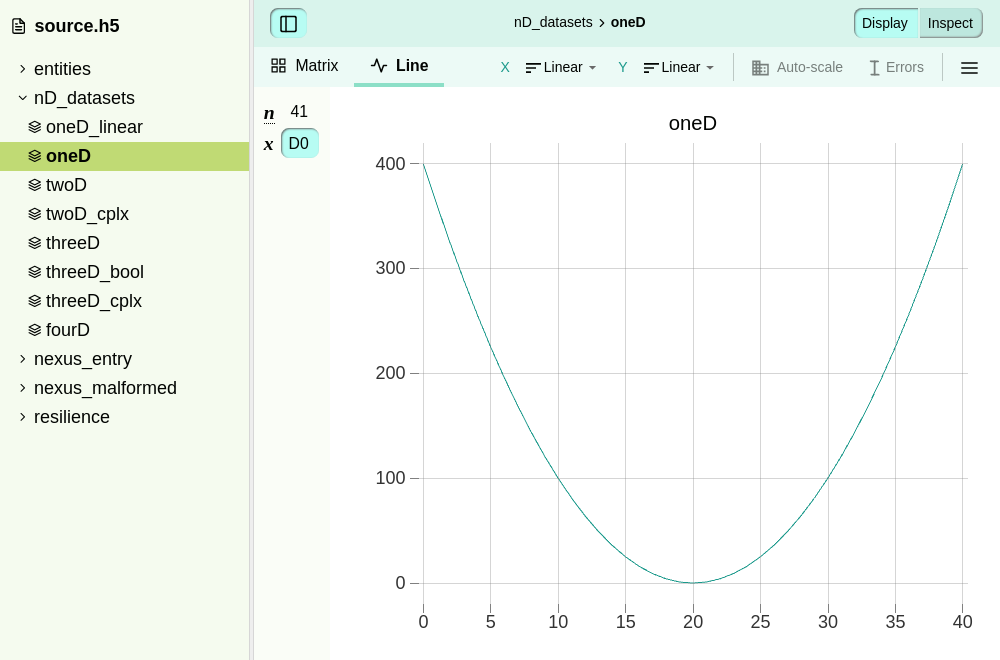 source.h5
entities
nD_datasets
oneD_linear
oneD
twoD
twoD_cplx
threeD
threeD_bool
threeD_cplx
fourD
nexus_entry
nexus_malformed
resilience
nD_datasets › oneD
Display Inspect
Matrix Line X Linear Y Linear Auto-scale Errors
n 41
x D0
oneD
400
300
200
100
0
0 5 10 15 20 25 30 35 40